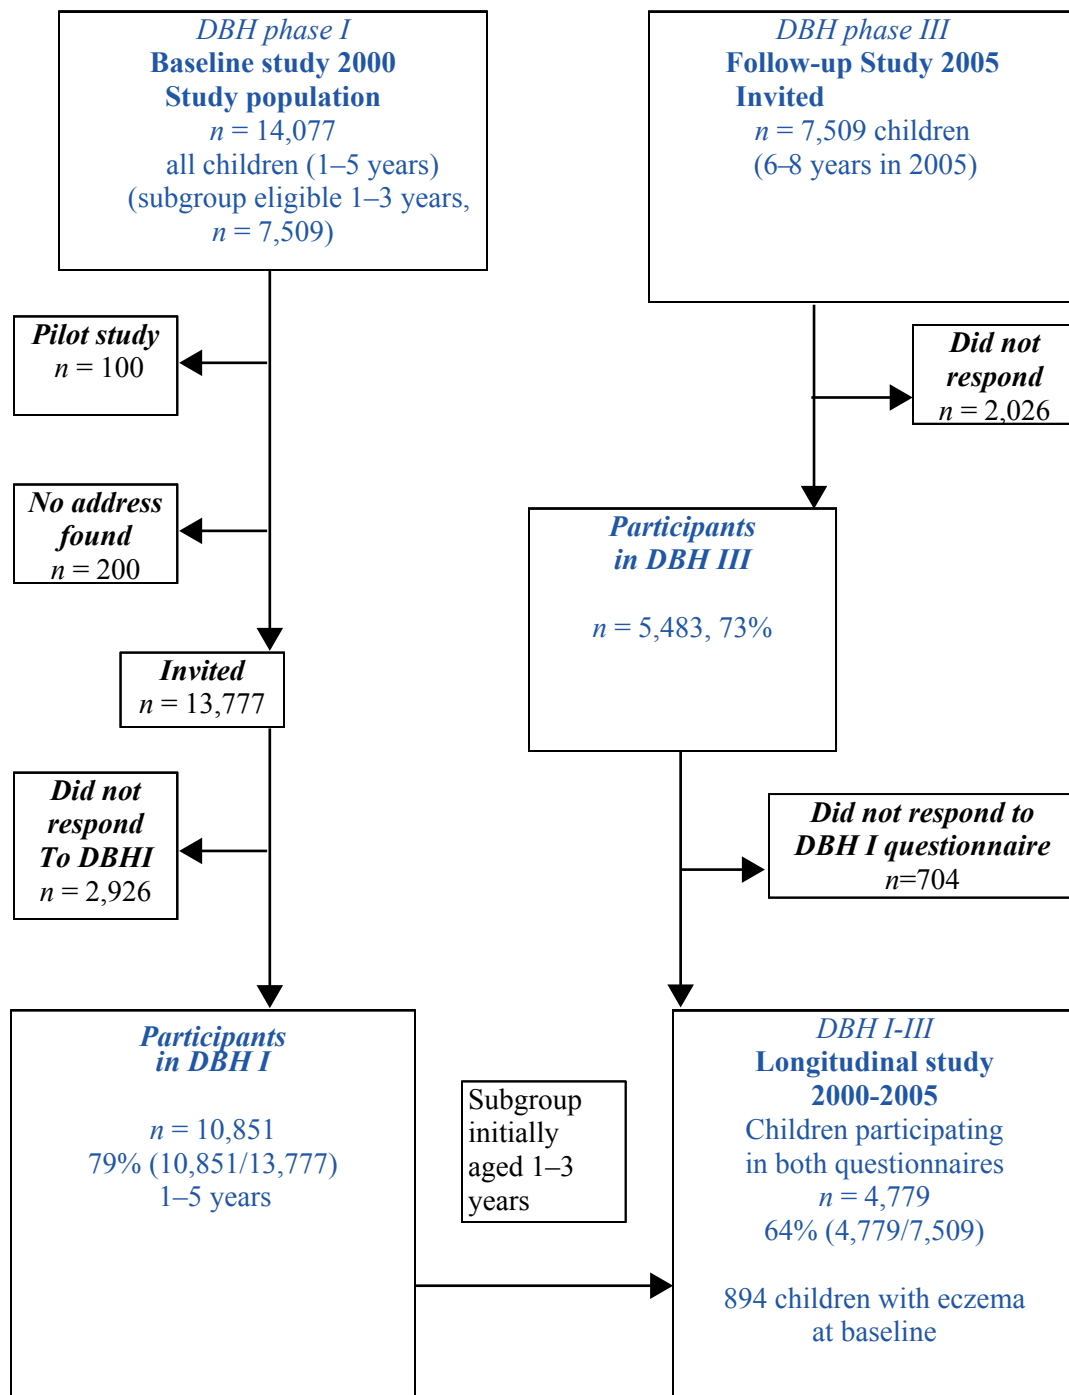 DBH phase I
Baseline study 2000
Study population
n = 14,077
all children (1–5 years)
(subgroup eligible 1–3 years,
n = 7,509)
Pilot study
n = 100
No address
found
n = 200
Invited
n = 13,777
Did not
respond
To DBHI
n = 2,926
Participants
in DBH I
n = 10,851
79% (10,851/13,777)
1–5 years
Subgroup
initially
aged 1–3
years
DBH phase III
Follow-up Study 2005
Invited
n = 7,509 children
(6–8 years in 2005)
Did not
respond
n = 2,026
Participants
in DBH III
n = 5,483, 73%
Did not respond to
DBH I questionnaire
n=704
DBH I-III
Longitudinal study
2000-2005
Children participating
in both questionnaires
n = 4,779
64% (4,779/7,509)
894 children with eczema
at baseline